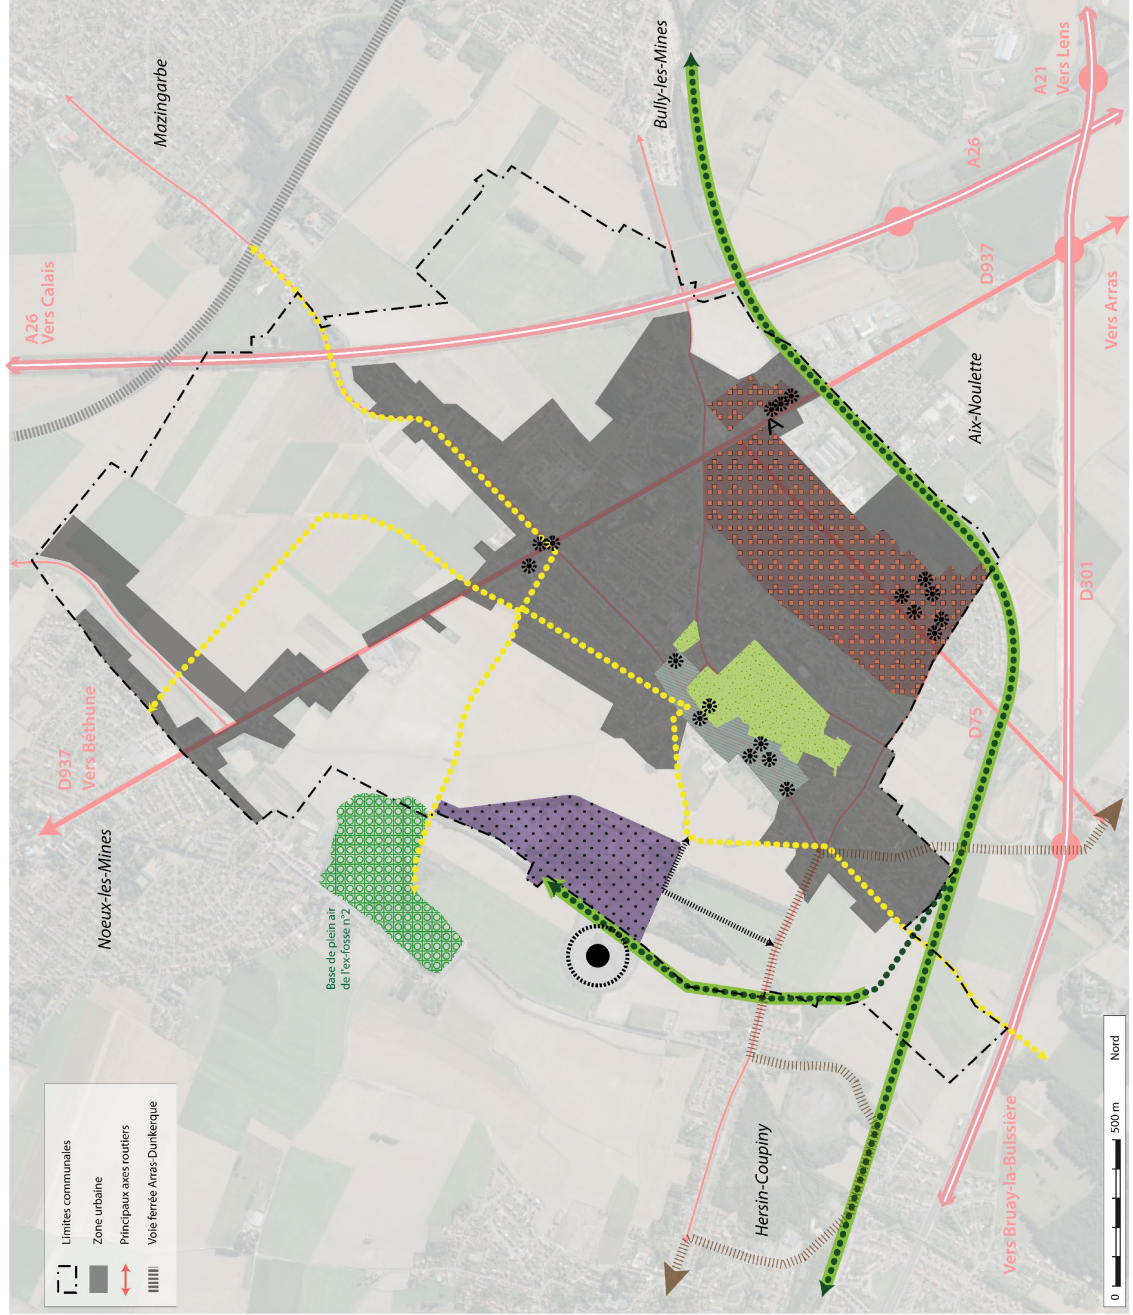 Mazingarbe
Bully-les-Mines
A21
Vers Lens
A26
A26
Vers Calais
D937
Vers Arras
Aix-Noulette
D301
D75
D937
Vers Béthune
Noeux-les-Mines
Base de plein air
de l'ex-fosse n°2
Hersin-Coupiny
Vers Bruay-la-Buissière
Limites communales
Zone urbaine
Principaux axes routiers
Voie ferrée Arras-Dunkerque
0 500 m Nord